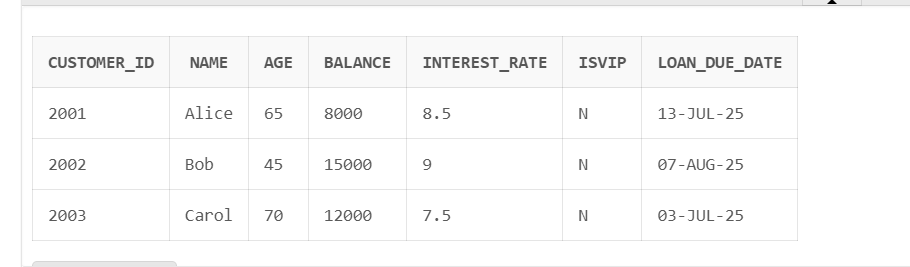 CUSTOMER_ID NAME AGE BALANCE INTEREST_RATE ISVIP LOAN_DUE_DATE
2001 Alice 65 8000 8.5 N 13-JUL-25
2002 Bob 45 15000 9 N 07-AUG-25
2003 Carol 70 12000 7.5 N 03-JUL-25